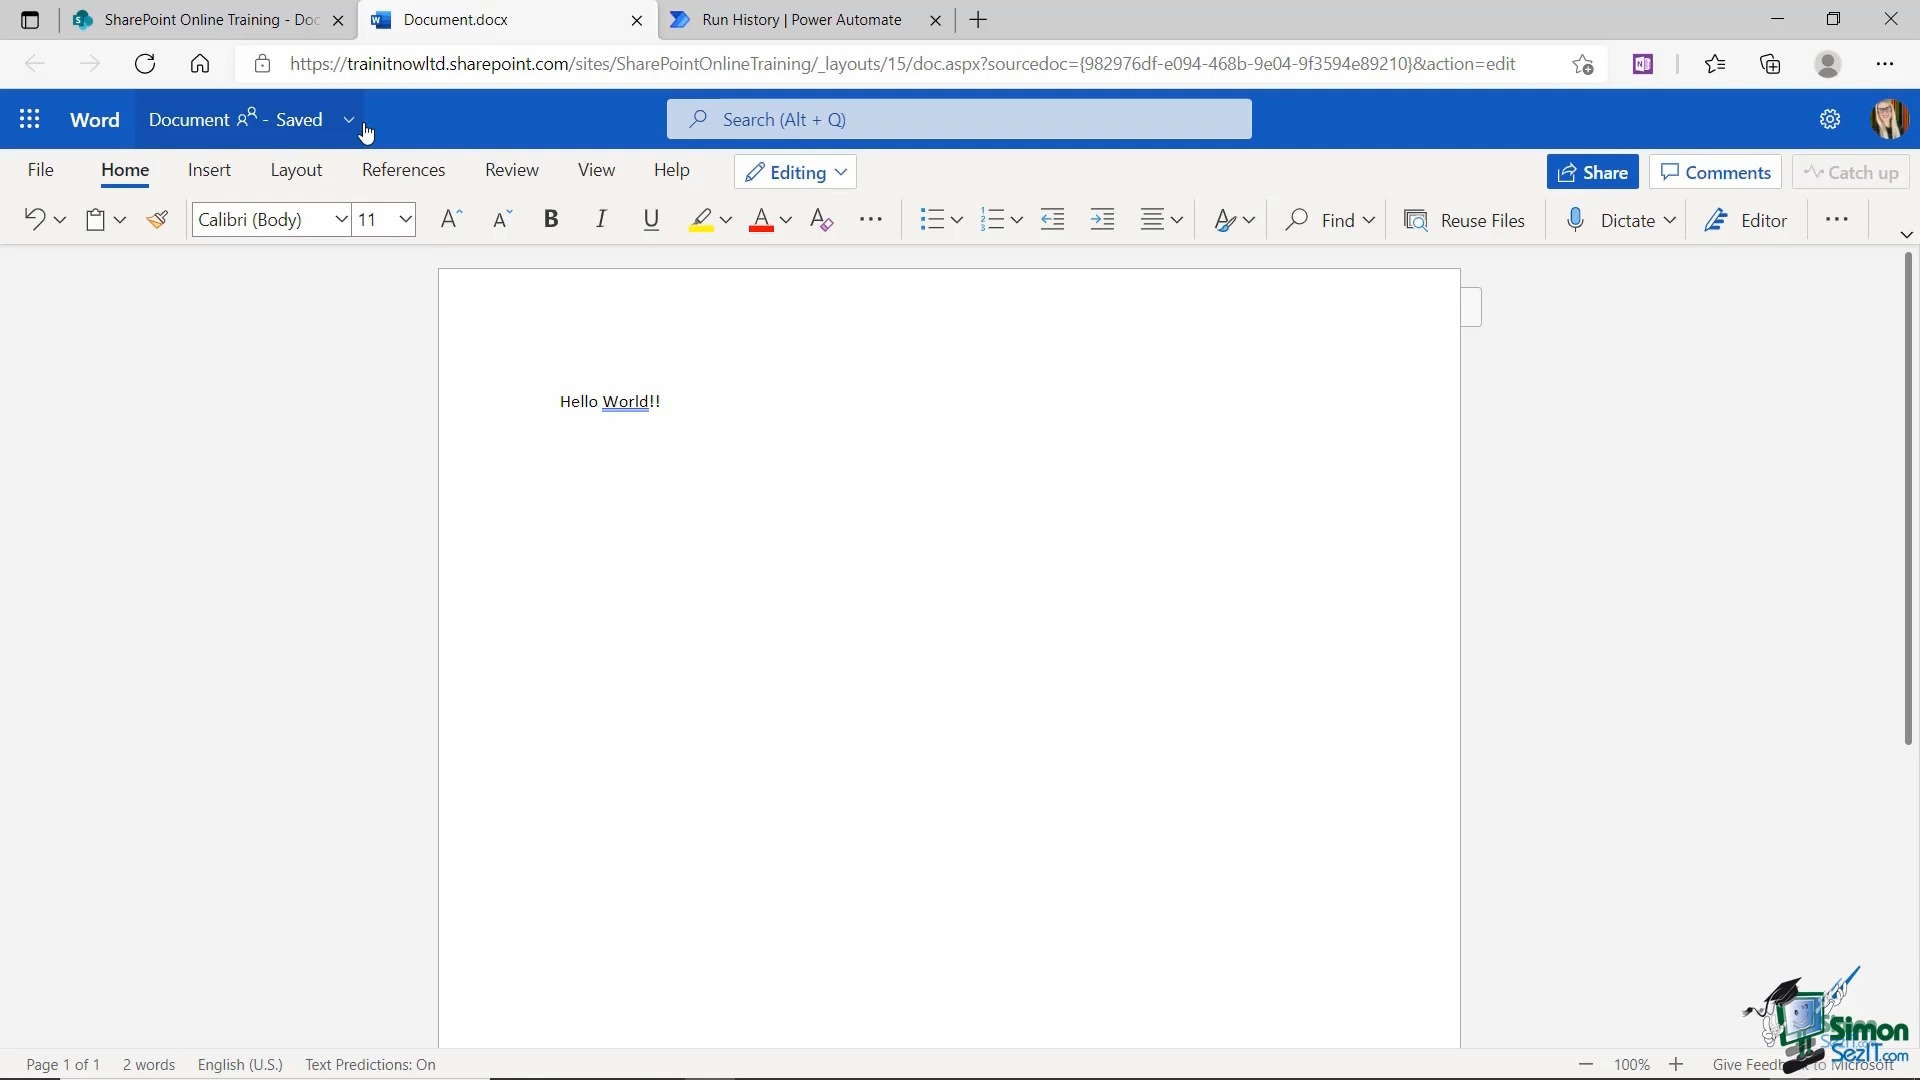 SharePoint Online Training - Doc
Document.docx
Run History | Power Automate
https://trainitnowltd.sharepoint.com/sites/SharePointOnlineTraining/_layouts/15/doc.aspx?sourcedoc={982976df-e094-468b-9e04-9f3594e89210}&action=edit
Word
Document - Saved
Search (Alt + Q)
File Home Insert Layout References Review View Help Editing Share Comments Catch up
Calibri (Body) 11 Find Reuse Files Dictate Editor
Hello World!!
Simon
SezIT.com
Page 1 of 1 2 words English (U.S.) Text Predictions: On 100% Give Feedb to Microsoft